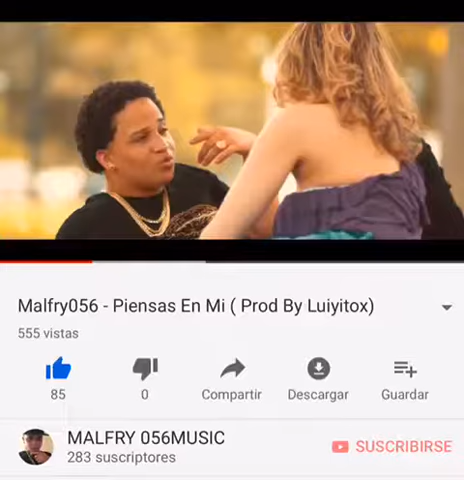 Malfry056 - Piensas En Mi ( Prod By Luiyitox)
555 vistas
85
0
Compartir
Descargar
Guardar
MALFRY 056MUSIC
283 suscriptores
SUSCRIBIRSE